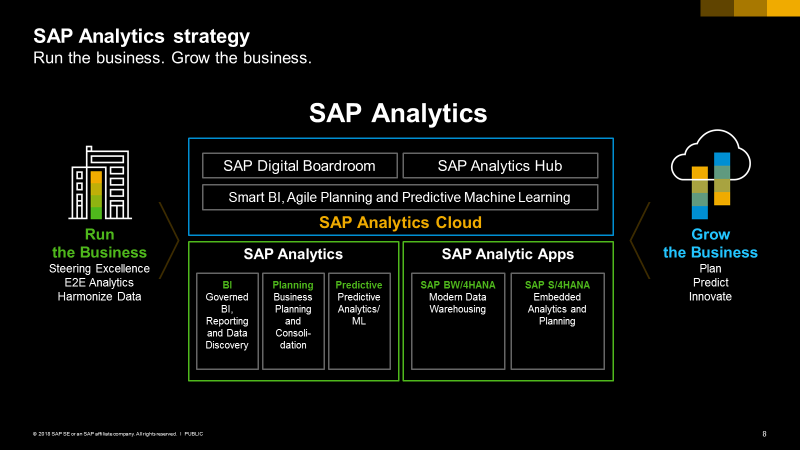 SAP Analytics strategy
Run the business. Grow the business.
SAP Analytics
SAP Digital Boardroom
SAP Analytics Hub
Smart BI, Agile Planning and Predictive Machine Learning
SAP Analytics Cloud
Run
the Business
Steering Excellence
E2E Analytics
Harmonize Data
SAP Analytics
BI
Governed
BI,
Reporting
and Data
Discovery
Planning
Business
Planning
and
Consoli-
dation
Predictive
Predictive
Analytics/
ML
SAP Analytic Apps
SAP BW/4HANA
Modern Data
Warehousing
SAP S/4HANA
Embedded
Analytics and
Planning
Grow
the Business
Plan
Predict
Innovate
© 2018 SAP SE or an SAP affiliate company. All rights reserved. I PUBLIC
8